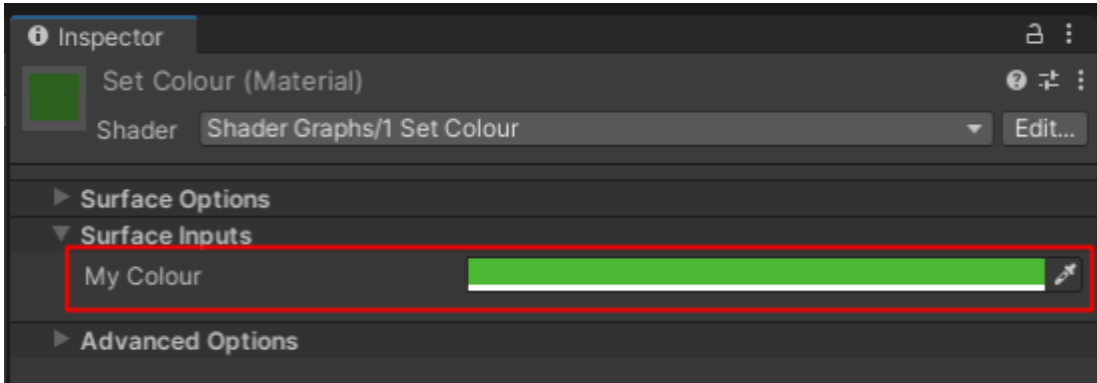 Inspector
Set Colour (Material)
Shader Shader Graphs/1 Set Colour Edit...
Surface Options
Surface Inputs
My Colour
Advanced Options